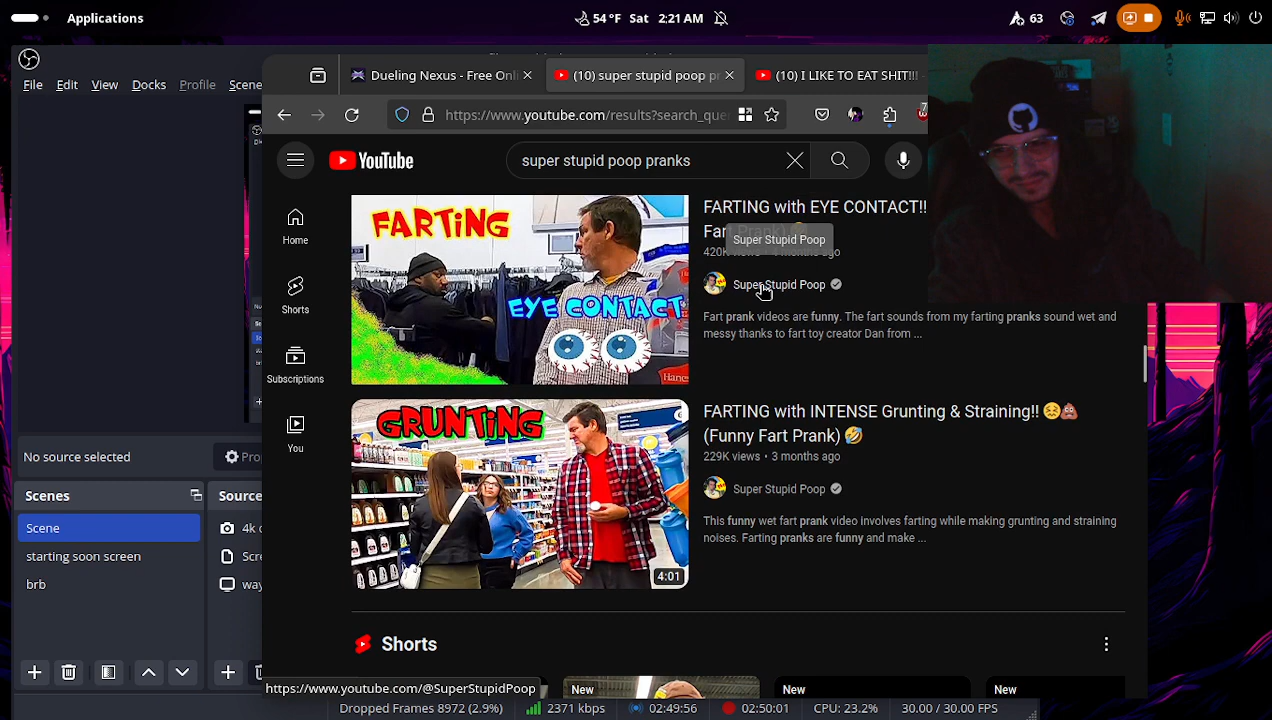 Applications
54 °F Sat 2:21 AM
63
File Edit View Docks Profile Scene
Dueling Nexus - Free Onli
(10) super stupid poop pr
(10) I LIKE TO EAT SHIT!!! -
https://www.youtube.com/results?search_que
7
YouTube
super stupid poop pranks
Home
Shorts
Subscriptions
You
FARTING
EYE CONTACT
Hanes
FARTING with EYE CONTACT!!
Super Stupid Poop
420K
ago
Super Stupid Poop
Fart prank videos are funny. The fart sounds from my farting pranks sound wet and
messy thanks to fart toy creator Dan from ...
GRUNTING
4:01
FARTING with INTENSE Grunting & Straining!! 😣💩
(Funny Fart Prank) 🤣
229K views • 3 months ago
Super Stupid Poop
This funny wet fart prank video involves farting while making grunting and straining
noises. Farting pranks are funny and make ...
Shorts
New
New
New
https://www.youtube.com/@SuperStupidPoop
No source selected
Prop
Scenes
Sourc
Scene
starting soon screen
brb
4k c
Scre
way
Dropped Frames 8972 (2.9%)
2371 kbps
02:49:56
02:50:01
CPU: 23.2%
30.00 / 30.00 FPS